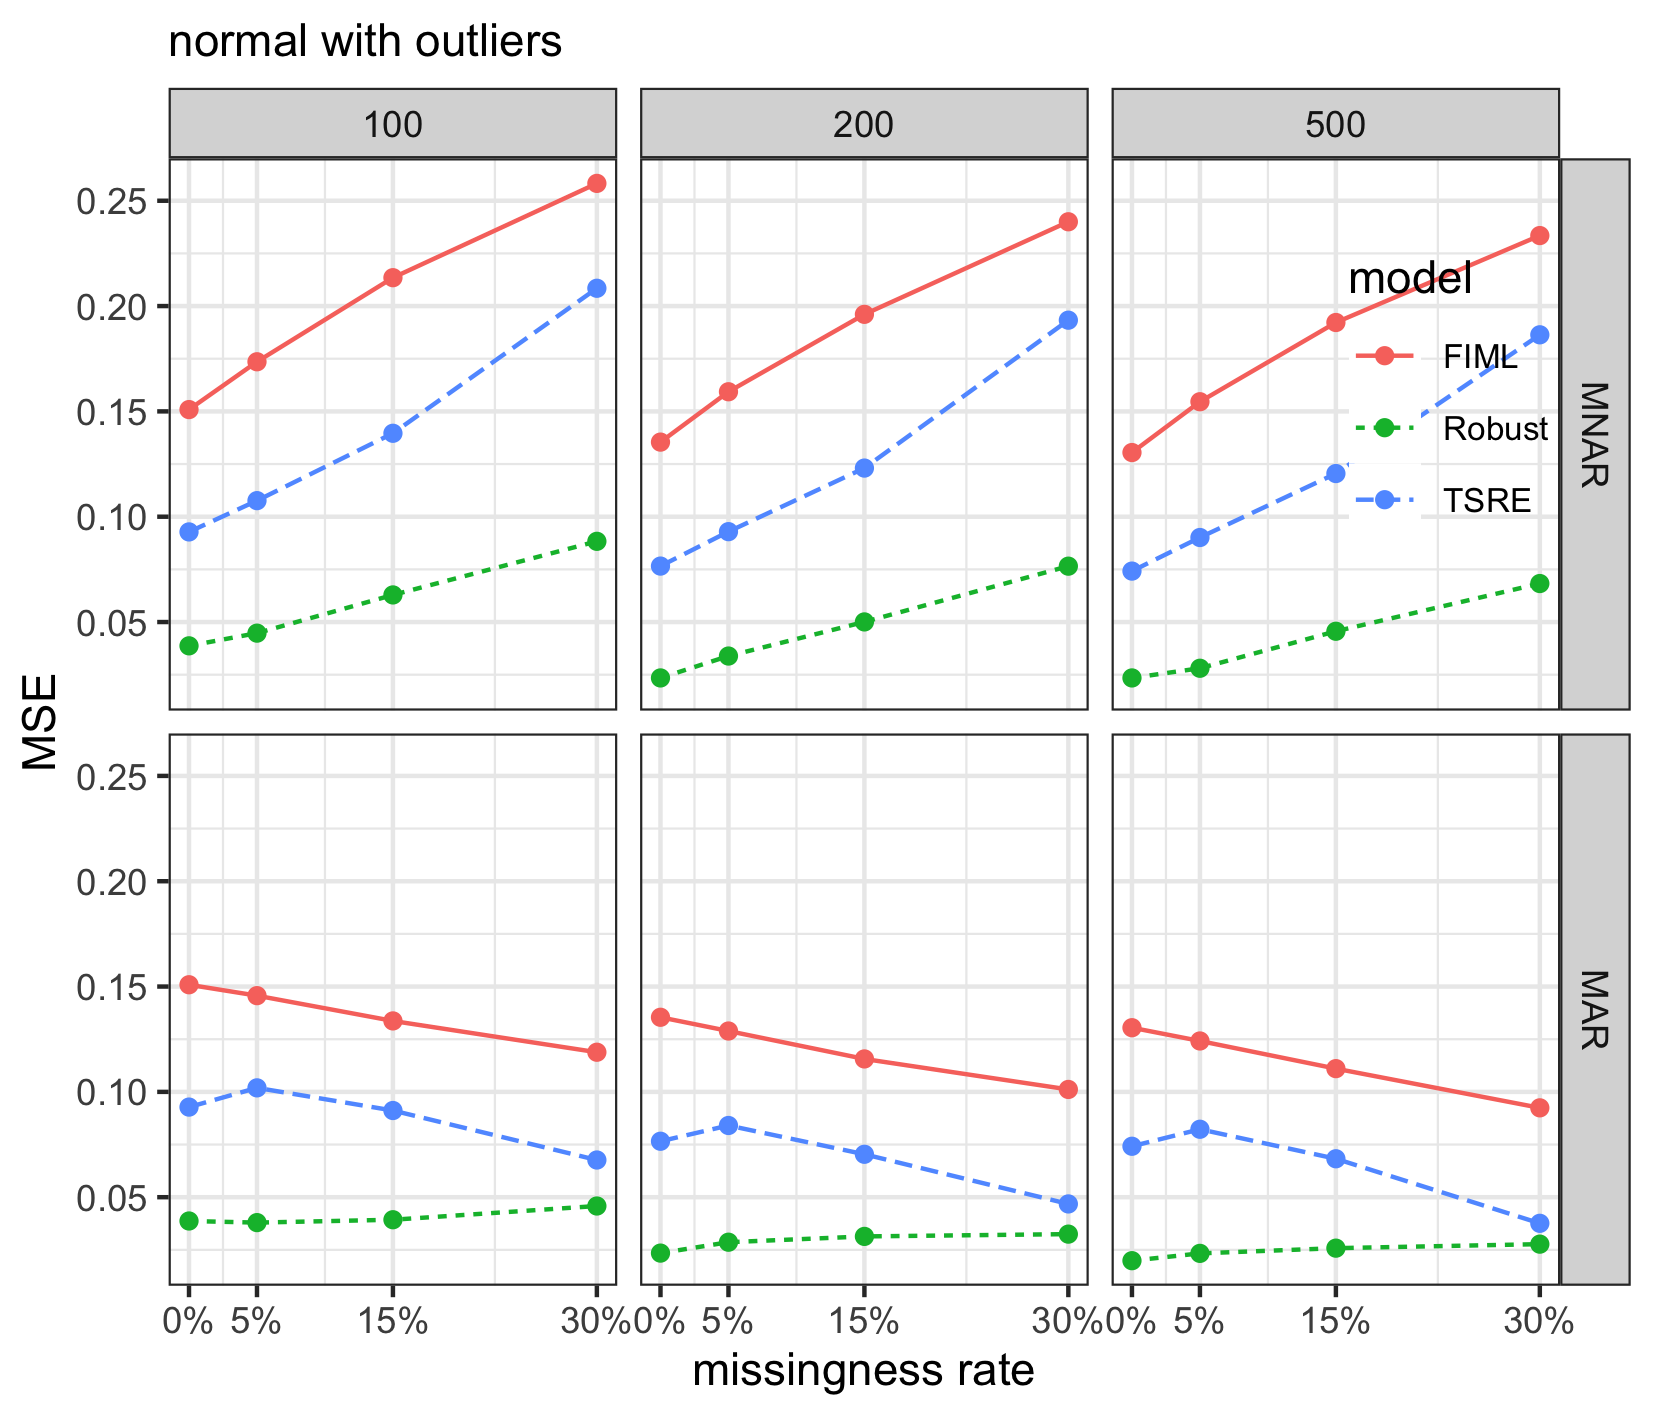 normal with outliers
100 200 500
0.25
0.20
0.15
0.10
0.05
MNAR
model
FIML
Robust
TSRE
MSE
0.25
0.20
0.15
0.10
0.05
MAR
0% 5% 15% 30% 0% 5% 15% 30% 0% 5% 15% 30%
missingness rate